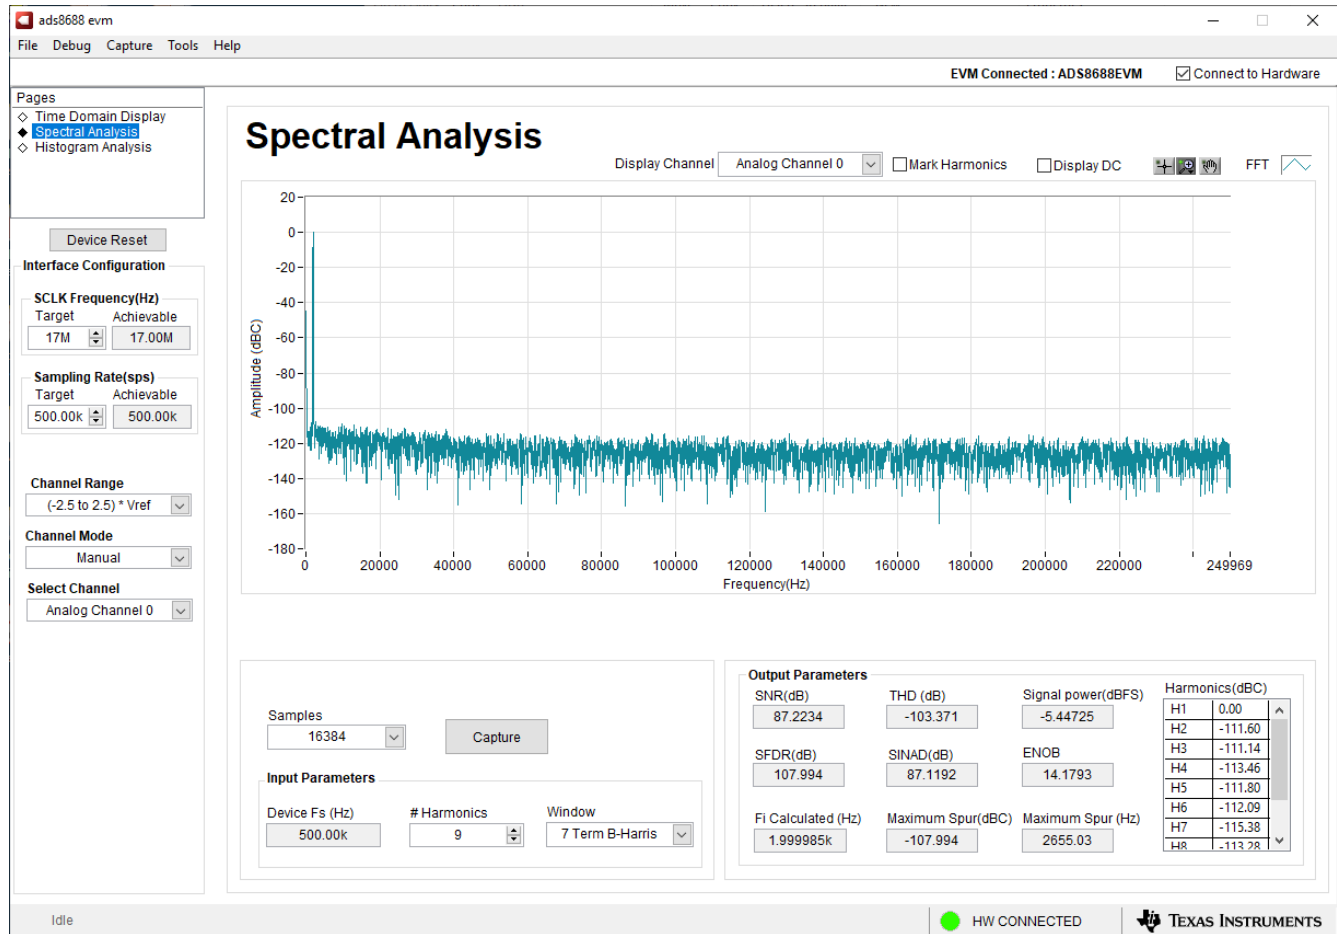 ads8688 evm
File Debug Capture Tools Help
EVM Connected : ADS8688EVM Connect to Hardware
Pages
Time Domain Display
Spectral Analysis
Histogram Analysis
Device Reset
Interface Configuration
SCLK Frequency(Hz)
Target Achievable
17M 17.00M
Sampling Rate(sps)
Target Achievable
500.00k 500.00k
Channel Range
(-2.5 to 2.5) * Vref
Channel Mode
Manual
Select Channel
Analog Channel 0
Spectral Analysis
Display Channel Analog Channel 0 Mark Harmonics Display DC FFT
Amplitude (dBC)
20
0
-20
-40
-60
-80
-100
-120
-140
-160
-180
0 20000 40000 60000 80000 100000 120000 140000 160000 180000 200000 220000 249969
Frequency(Hz)
Samples
16384
Capture
Input Parameters
Device Fs (Hz) # Harmonics Window
500.00k 9 7 Term B-Harris
Output Parameters
SNR(dB) THD (dB) Signal power(dBFS)
87.2234 -103.371 -5.44725
SFDR(dB) SINAD(dB) ENOB
107.994 87.1192 14.1793
Fi Calculated (Hz) Maximum Spur(dBC) Maximum Spur (Hz)
1.999985k -107.994 2655.03
Harmonics(dBC)
H1 0.00
H2 -111.60
H3 -111.14
H4 -113.46
H5 -111.80
H6 -112.09
H7 -115.38
H8 -113.28
Idle
HW CONNECTED
TEXAS INSTRUMENTS